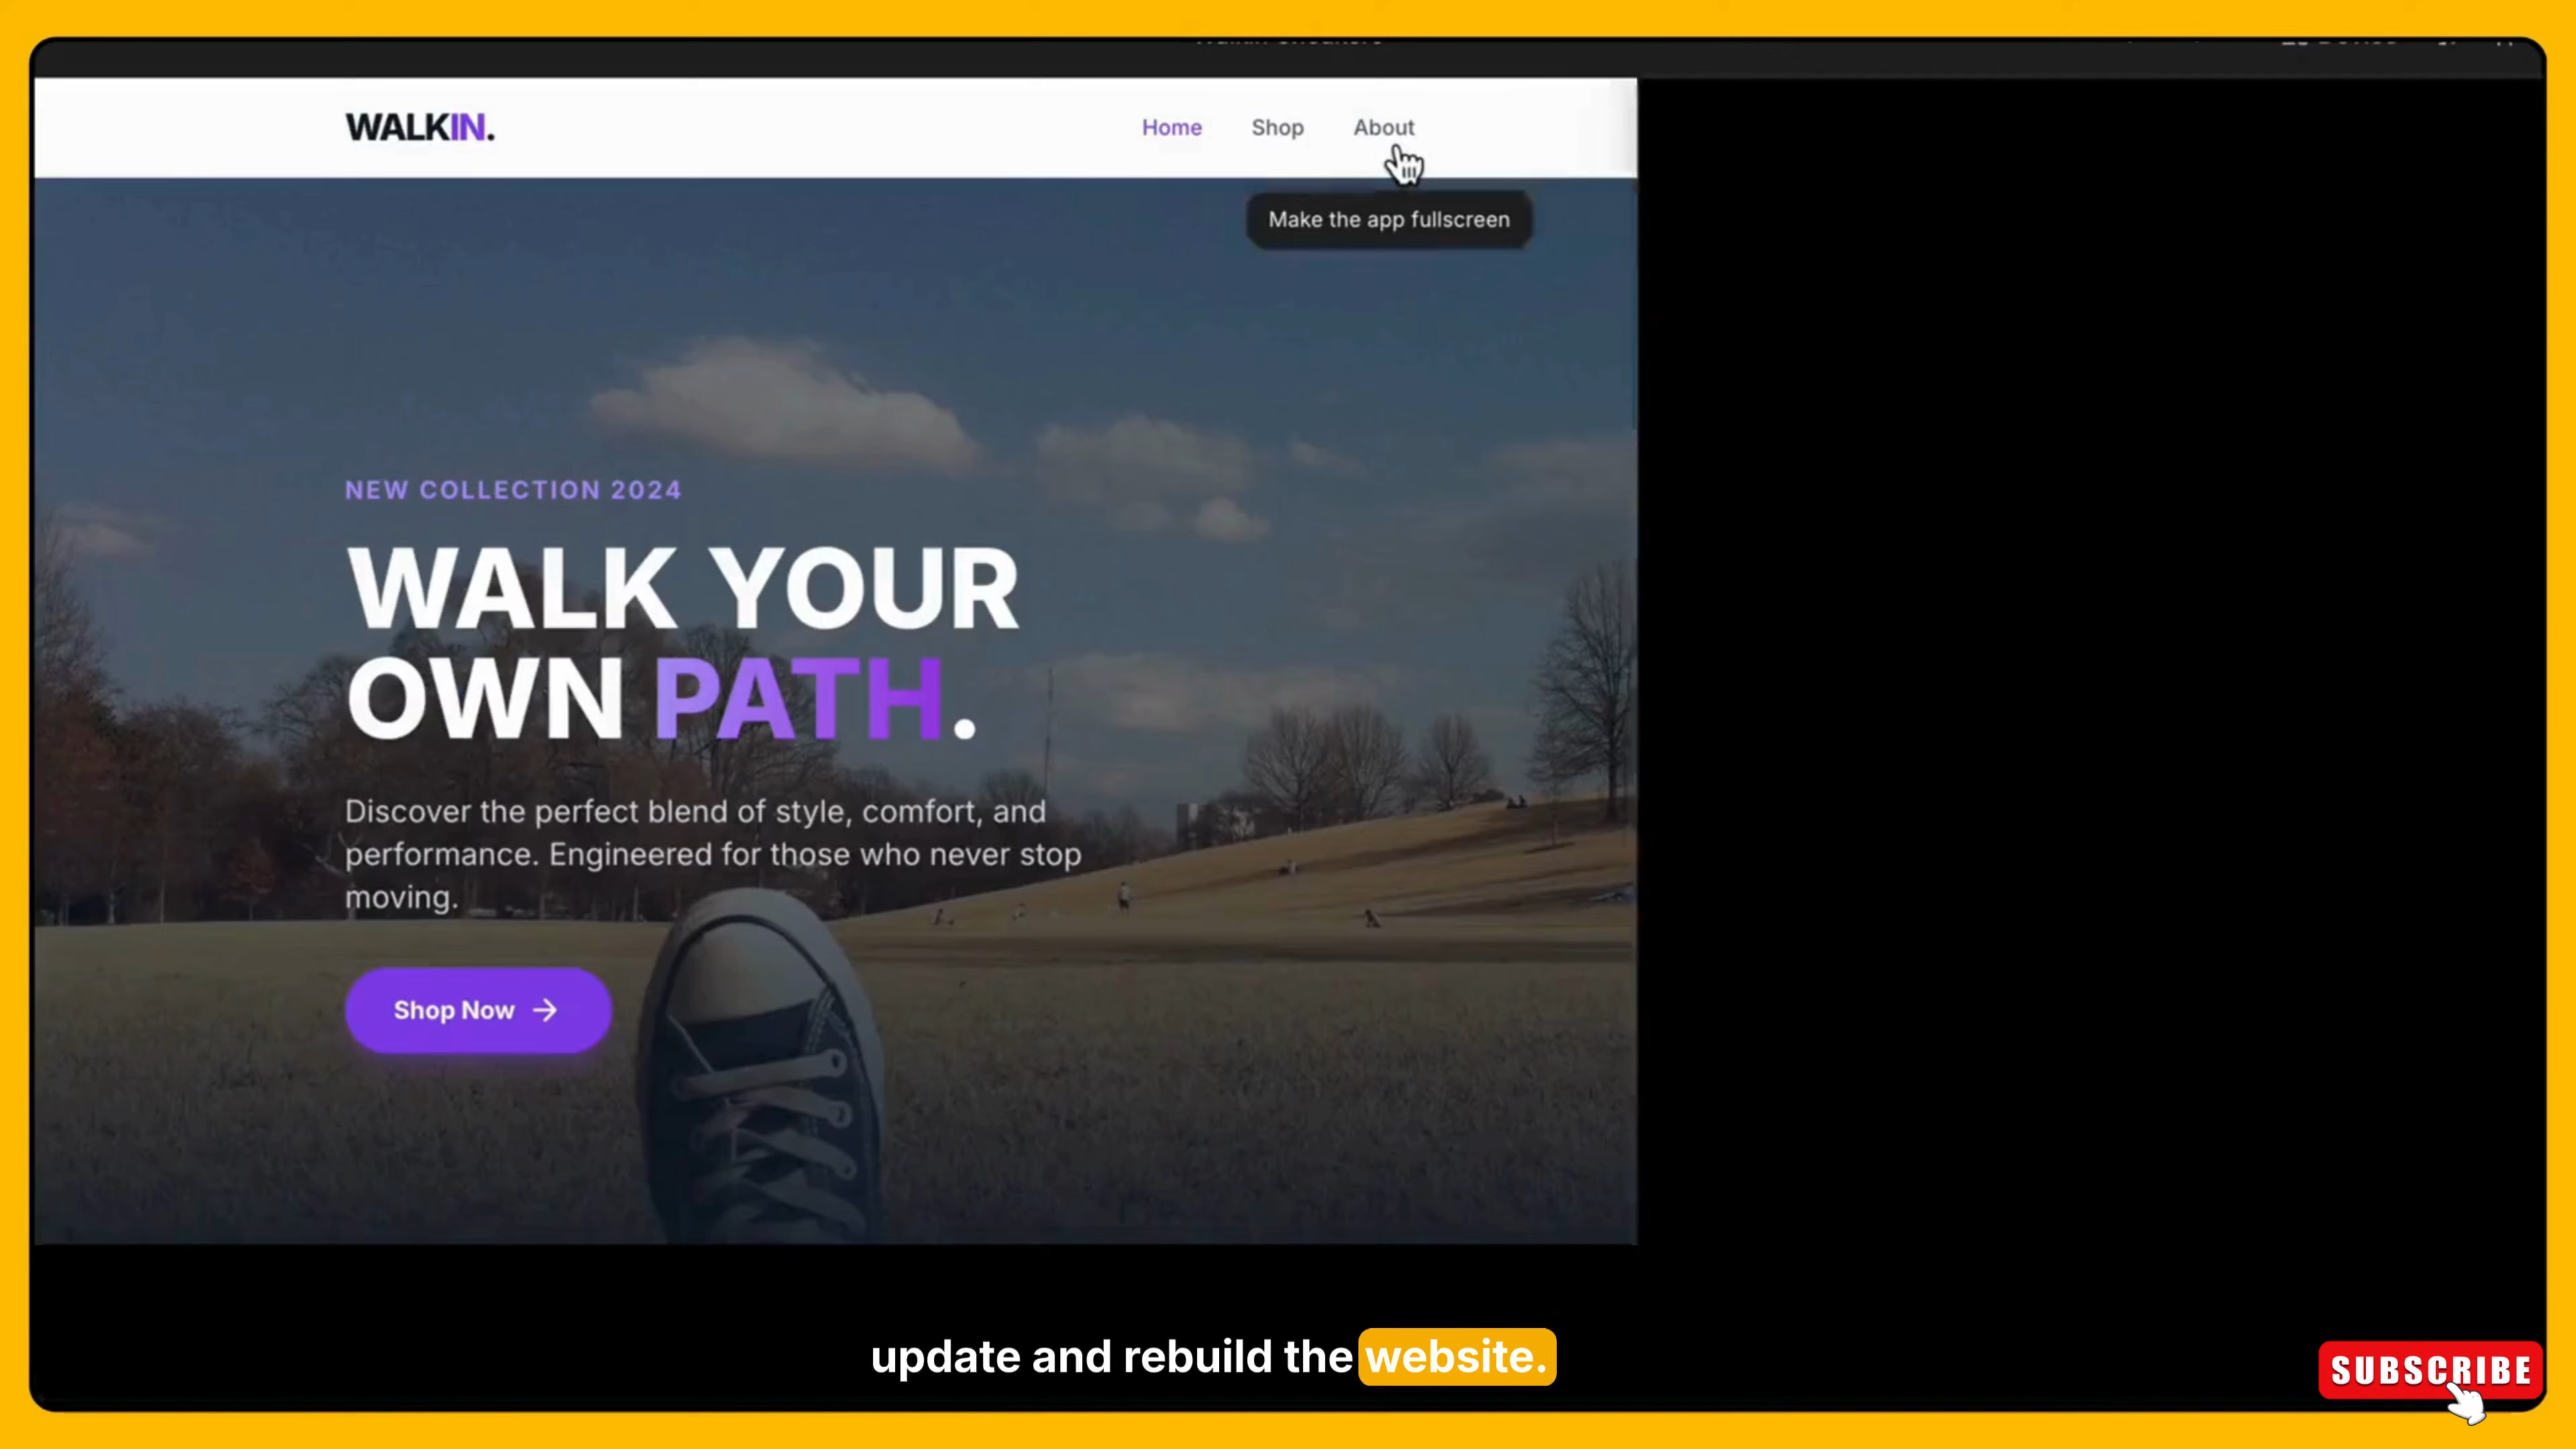 WALKIN.
Home Shop About
Make the app fullscreen
NEW COLLECTION 2024
WALK YOUR
OWN PATH.
Discover the perfect blend of style, comfort, and
performance. Engineered for those who never stop
moving.
Shop Now
update and rebuild the website.
SUBSCRIBE